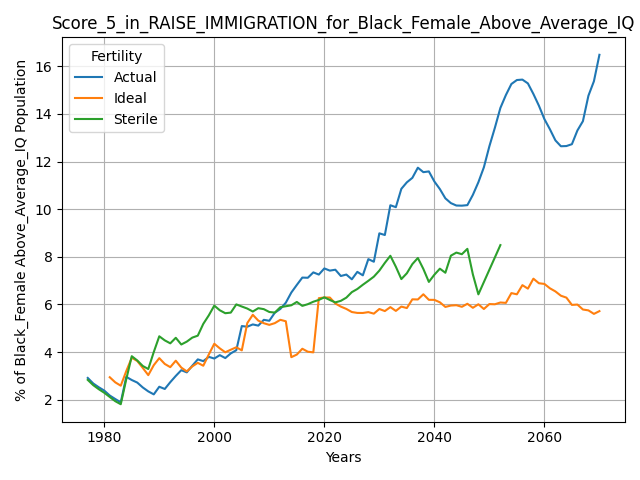 Score_5_in_RAISE_IMMIGRATION_for_Black_Female_Above_Average_IQ
% of Black_Female Above_Average_IQ Population
Fertility
Actual
Ideal
Sterile
16
14
12
10
8
6
4
2
1980
2000
2020
2040
2060
Years